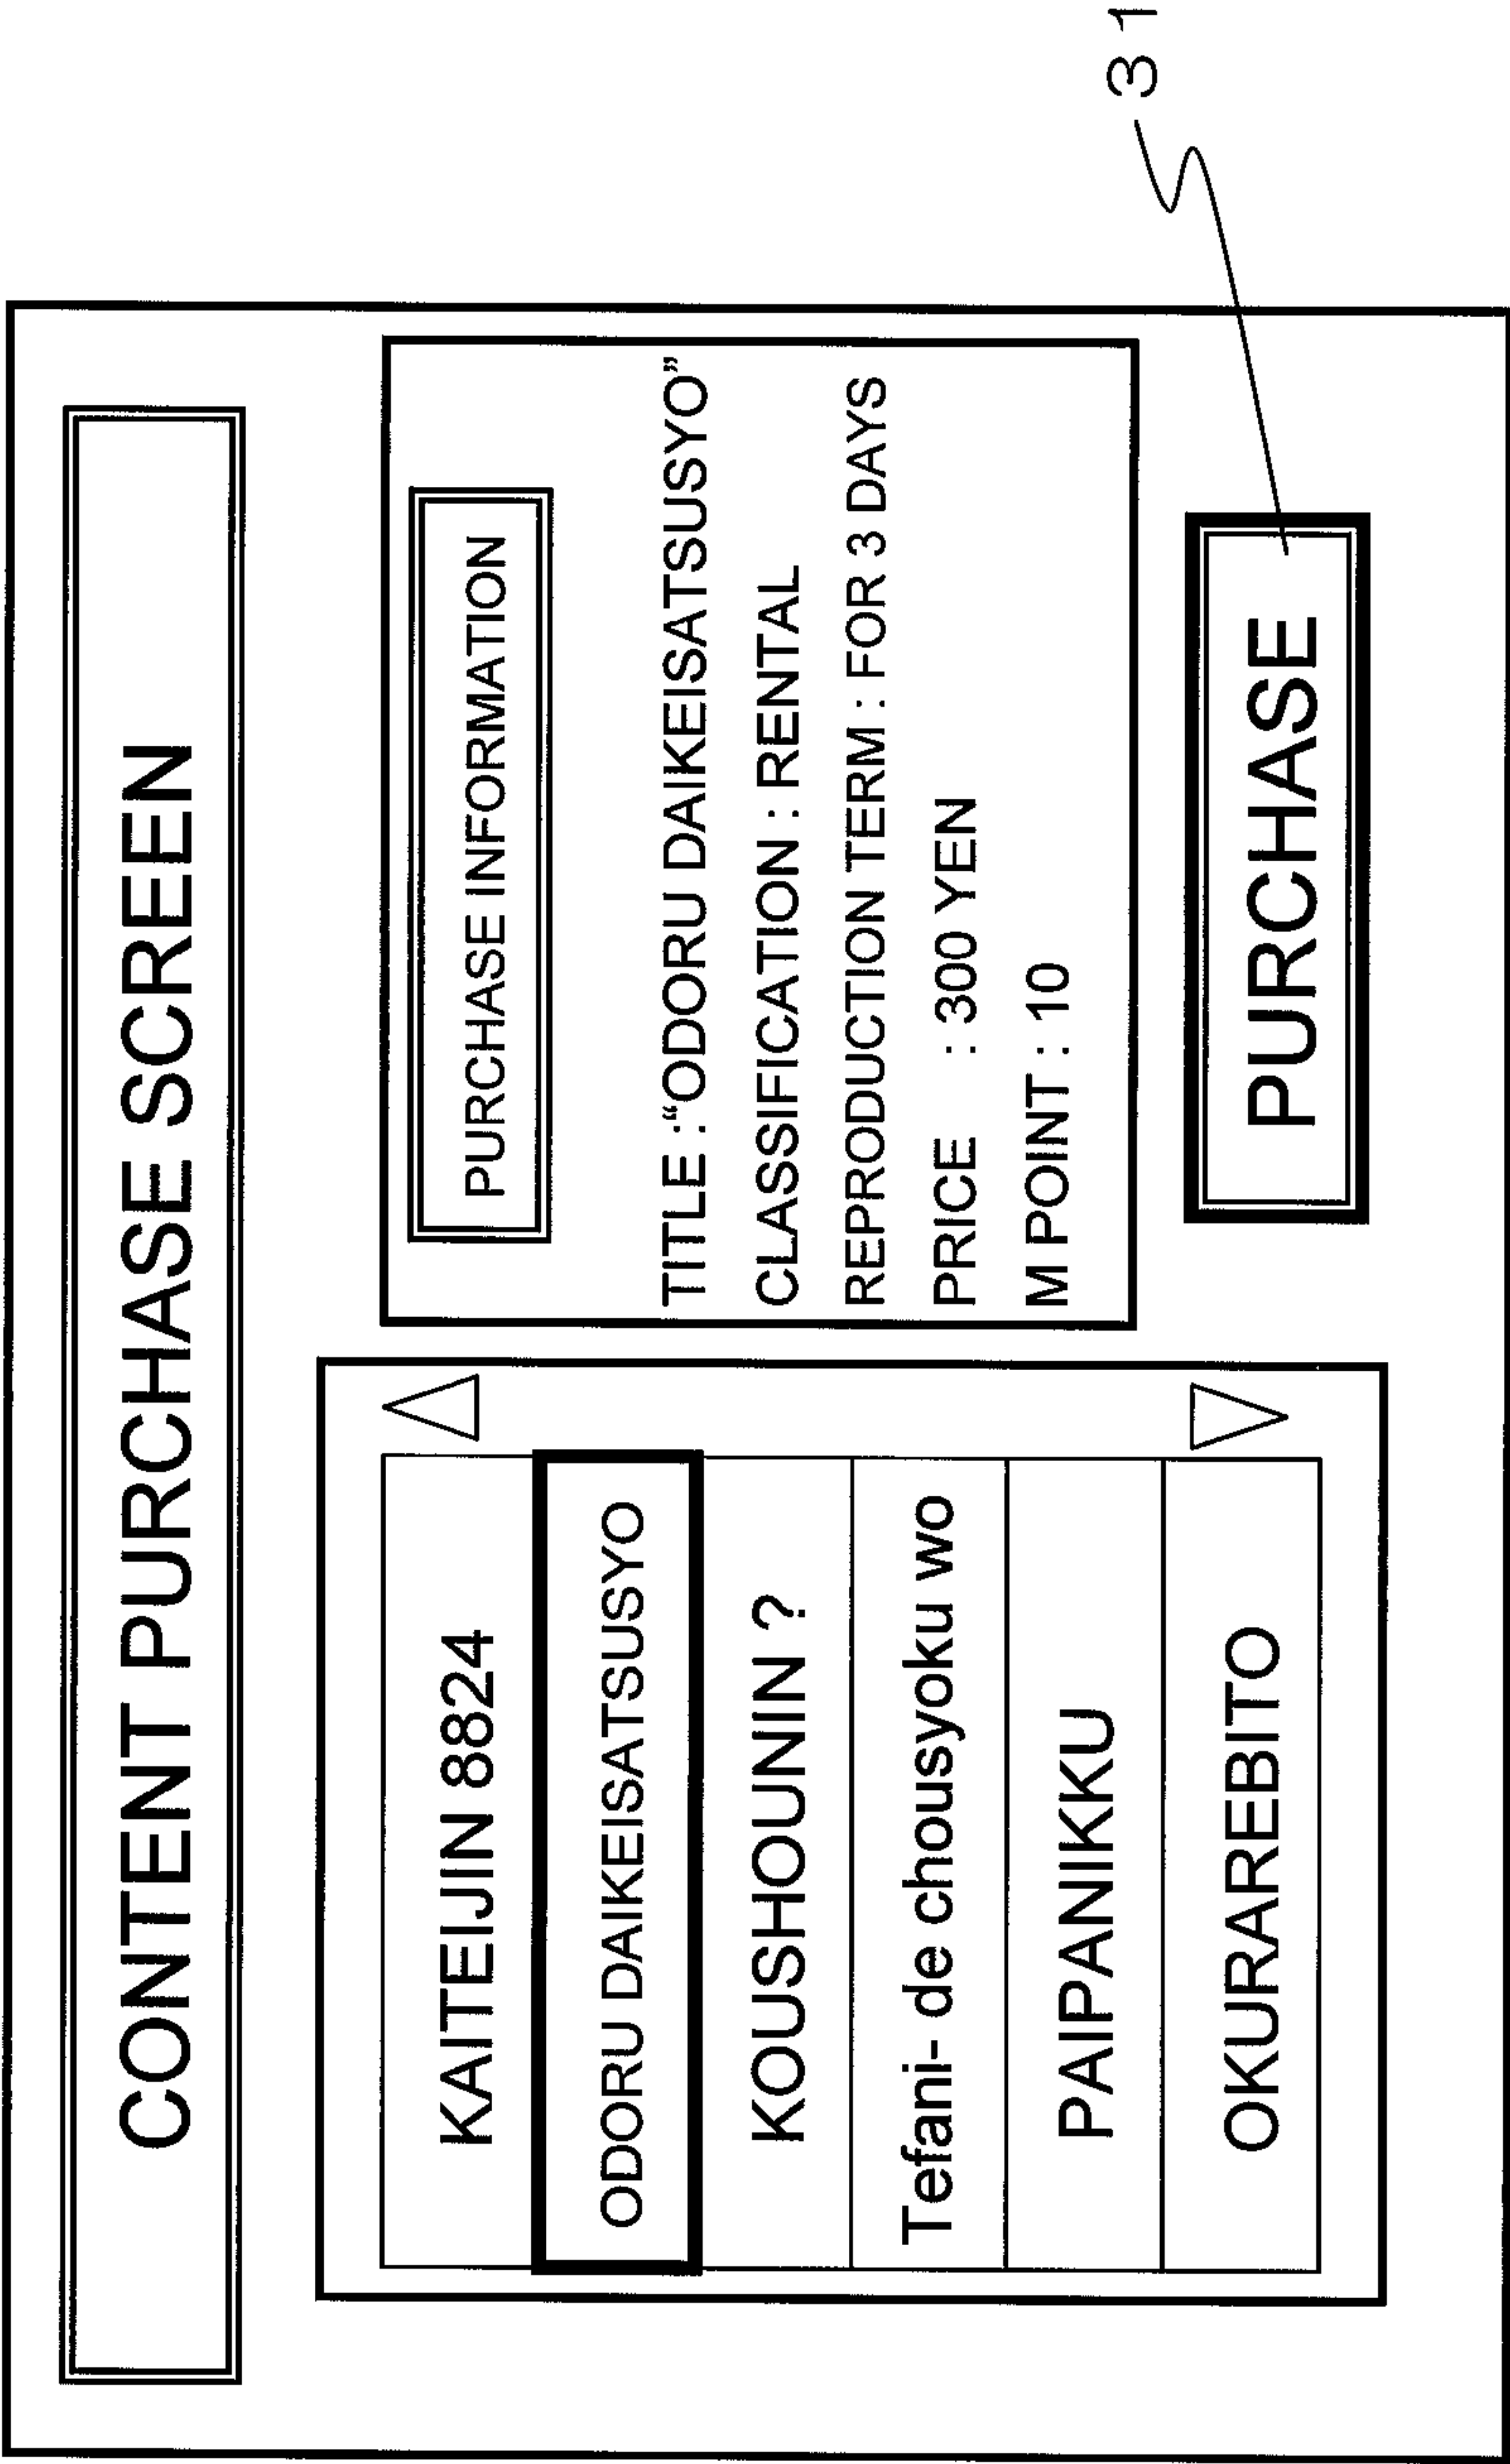 CONTENT PURCHASE SCREEN
KAITEIJIN 8824
ODORU DAIKEISATSUSYO
KOUSHOUNIN ?
Tefani- de chousyoku wo
PAIPANIKKU
OKURAREBITO
PURCHASE INFORMATION
TITLE :“ODORU DAIKEISATSUSYO”
CLASSIFICATION : RENTAL
REPRODUCTION TERM : FOR 3 DAYS
PRICE : 300 YEN
M POINT : 10
PURCHASE
31